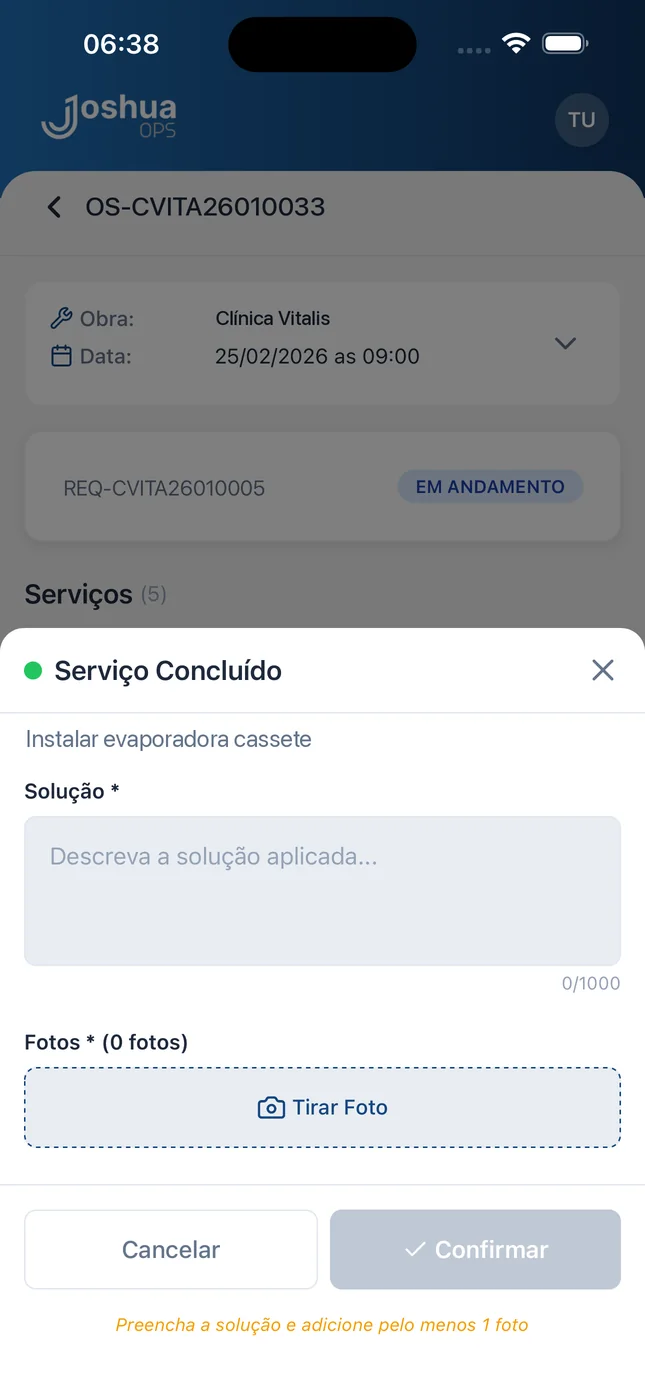 06:38
Joshua
OPS
TU
OS-CVITA26010033
Obra: Clínica Vitalis
Data: 25/02/2026 as 09:00
REQ-CVITA26010005 EM ANDAMENTO
Serviços (5)
Serviço Concluído
Instalar evaporadora cassete
Solução *
Descreva a solução aplicada...
0/1000
Fotos * (0 fotos)
Tirar Foto
Cancelar Confirmar
Preencha a solução e adicione pelo menos 1 foto